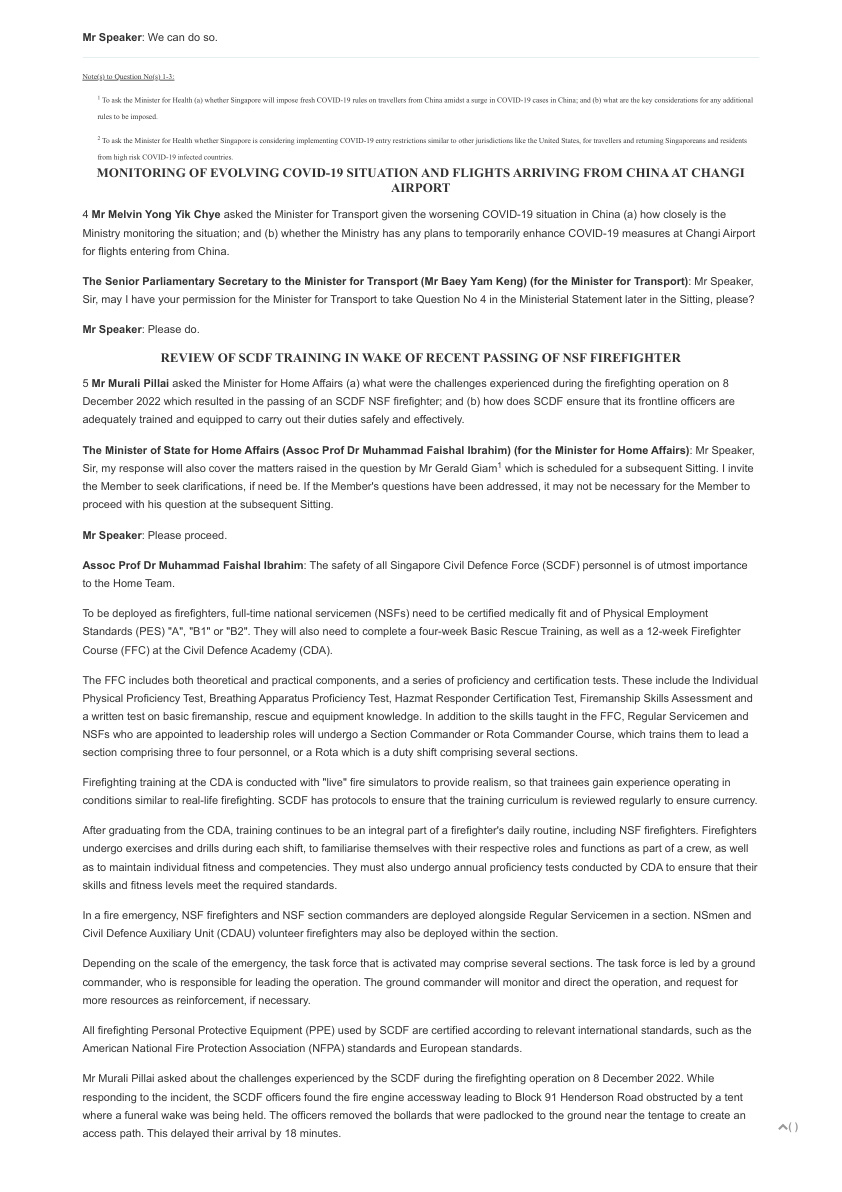 Mr Speaker: We can do so.
Note(s) to Question No(s) 1-3:
1 To ask the Minister for Health (a) whether Singapore will impose fresh COVID-19 rules on travellers from China amidst a surge in COVID-19 cases in China; and (b) what are the key considerations for any additional
rules to be imposed.
2 To ask the Minister for Health whether Singapore is considering implementing COVID-19 entry restrictions similar to other jurisdictions like the United States, for travellers and returning Singaporeans and residents
from high risk COVID-19 infected countries.
MONITORING OF EVOLVING COVID-19 SITUATION AND FLIGHTS ARRIVING FROM CHINA AT CHANGI
AIRPORT
4 Mr Melvin Yong Yik Chye asked the Minister for Transport given the worsening COVID-19 situation in China (a) how closely is the
Ministry monitoring the situation; and (b) whether the Ministry has any plans to temporarily enhance COVID-19 measures at Changi Airport
for flights entering from China.
The Senior Parliamentary Secretary to the Minister for Transport (Mr Baey Yam Keng) (for the Minister for Transport): Mr Speaker,
Sir, may I have your permission for the Minister for Transport to take Question No 4 in the Ministerial Statement later in the Sitting, please?
Mr Speaker: Please do.
REVIEW OF SCDF TRAINING IN WAKE OF RECENT PASSING OF NSF FIREFIGHTER
5 Mr Murali Pillai asked the Minister for Home Affairs (a) what were the challenges experienced during the firefighting operation on 8
December 2022 which resulted in the passing of an SCDF NSF firefighter; and (b) how does SCDF ensure that its frontline officers are
adequately trained and equipped to carry out their duties safely and effectively.
The Minister of State for Home Affairs (Assoc Prof Dr Muhammad Faishal Ibrahim) (for the Minister for Home Affairs): Mr Speaker,
Sir, my response will also cover the matters raised in the question by Mr Gerald Giam1 which is scheduled for a subsequent Sitting. I invite
the Member to seek clarifications, if need be. If the Member's questions have been addressed, it may not be necessary for the Member to
proceed with his question at the subsequent Sitting.
Mr Speaker: Please proceed.
Assoc Prof Dr Muhammad Faishal Ibrahim: The safety of all Singapore Civil Defence Force (SCDF) personnel is of utmost importance
to the Home Team.
To be deployed as firefighters, full-time national servicemen (NSFs) need to be certified medically fit and of Physical Employment
Standards (PES) "A", "B1" or "B2". They will also need to complete a four-week Basic Rescue Training, as well as a 12-week Firefighter
Course (FFC) at the Civil Defence Academy (CDA).
The FFC includes both theoretical and practical components, and a series of proficiency and certification tests. These include the Individual
Physical Proficiency Test, Breathing Apparatus Proficiency Test, Hazmat Responder Certification Test, Firemanship Skills Assessment and
a written test on basic firemanship, rescue and equipment knowledge. In addition to the skills taught in the FFC, Regular Servicemen and
NSFs who are appointed to leadership roles will undergo a Section Commander or Rota Commander Course, which trains them to lead a
section comprising three to four personnel, or a Rota which is a duty shift comprising several sections.
Firefighting training at the CDA is conducted with "live" fire simulators to provide realism, so that trainees gain experience operating in
conditions similar to real-life firefighting. SCDF has protocols to ensure that the training curriculum is reviewed regularly to ensure currency.
After graduating from the CDA, training continues to be an integral part of a firefighter's daily routine, including NSF firefighters. Firefighters
undergo exercises and drills during each shift, to familiarise themselves with their respective roles and functions as part of a crew, as well
as to maintain individual fitness and competencies. They must also undergo annual proficiency tests conducted by CDA to ensure that their
skills and fitness levels meet the required standards.
In a fire emergency, NSF firefighters and NSF section commanders are deployed alongside Regular Servicemen in a section. NSmen and
Civil Defence Auxiliary Unit (CDAU) volunteer firefighters may also be deployed within the section.
Depending on the scale of the emergency, the task force that is activated may comprise several sections. The task force is led by a ground
commander, who is responsible for leading the operation. The ground commander will monitor and direct the operation, and request for
more resources as reinforcement, if necessary.
All firefighting Personal Protective Equipment (PPE) used by SCDF are certified according to relevant international standards, such as the
American National Fire Protection Association (NFPA) standards and European standards.
Mr Murali Pillai asked about the challenges experienced by the SCDF during the firefighting operation on 8 December 2022. While
responding to the incident, the SCDF officers found the fire engine accessway leading to Block 91 Henderson Road obstructed by a tent
where a funeral wake was being held. The officers removed the bollards that were padlocked to the ground near the tentage to create an
access path. This delayed their arrival by 18 minutes.
( )